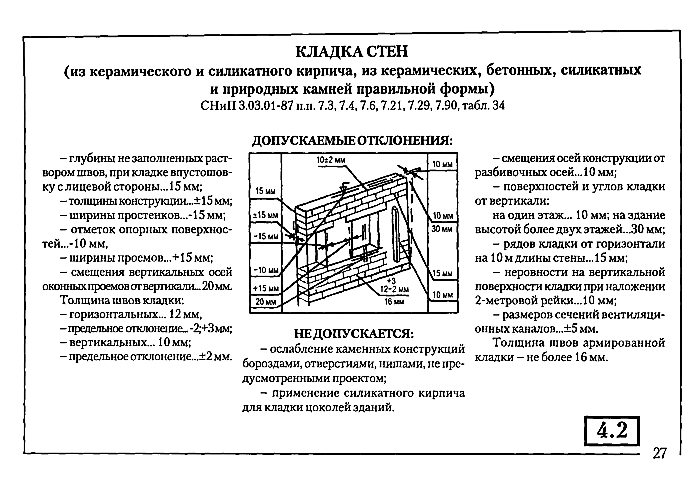 КЛАДКА СТЕН
(из керамического и силикатного кирпича, из керамических, бетонных, силикатных
и природных камней правильной формы)
СНиП 3.03.01-87 п.п. 7.3, 7.4, 7.6, 7.21, 7.29, 7.90, табл. 34
– глубины не заполненных раст-
вором швов, при кладке впустошов-
ку с лицевой стороны...15 мм;
– толщины конструкции...±15 мм;
– ширины простенков...-15 мм;
– отметок опорных поверхнос-
тей...-10 мм,
– ширины проемов...+15 мм;
– смещения вертикальных осей
оконных проемов от вертикали...20 мм.
Толщина швов кладки:
– горизонтальных... 12 мм,
– предельное отклонение... -2;+3 мм;
– вертикальных... 10 мм;
– предельное отклонение...±2 мм.
ДОПУСКАЕМЫЕ ОТКЛОНЕНИЯ:
10±2 мм
10 мм
15 мм
±15 мм
10 мм
-15 мм
30 мм
-10 мм
15 мм
+15 мм
+3
12-2 мм
10 мм
20 мм
16 мм
НЕ ДОПУСКАЕТСЯ:
– ослабление каменных конструкций
бороздами, отверстиями, нишами, не пре-
дусмотренными проектом;
– применение силикатного кирпича
для кладки цоколей зданий.
– смещения осей конструкции от
разбивочных осей...10 мм;
– поверхностей и углов кладки
от вертикали:
на один этаж... 10 мм; на здание
высотой более двух этажей...30 мм;
– рядов кладки от горизонтали
на 10 м длины стены...15 мм;
– неровности на вертикальной
поверхности кладки при наложении
2-метровой рейки...10 мм;
– размеров сечений вентиляци-
онных каналов...±5 мм.
Толщина швов армированной
кладки – не более 16 мм.
4.2
27